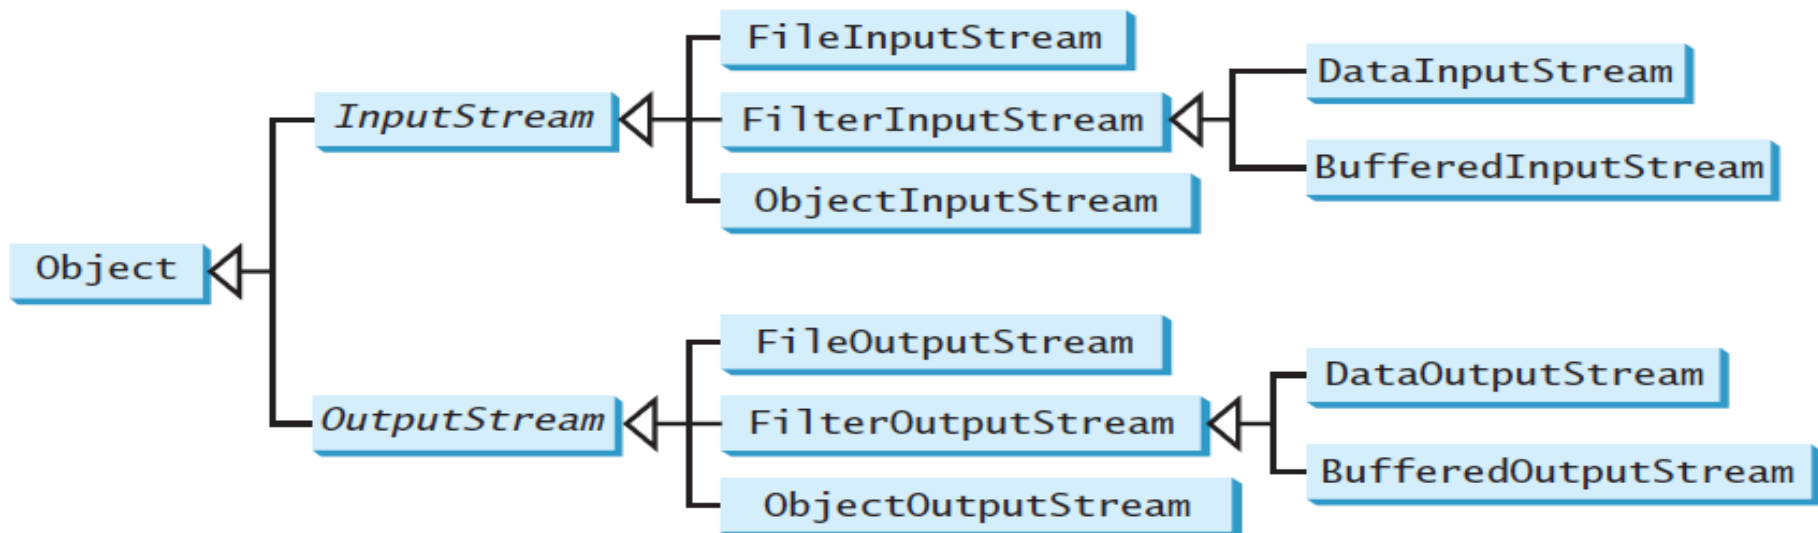 FileInputStream
DataInputStream
InputStream
FilterInputStream
BufferedInputStream
ObjectInputStream
Object
FileOutputStream
DataOutputStream
OutputStream
FilterOutputStream
BufferedOutputStream
ObjectOutputStream